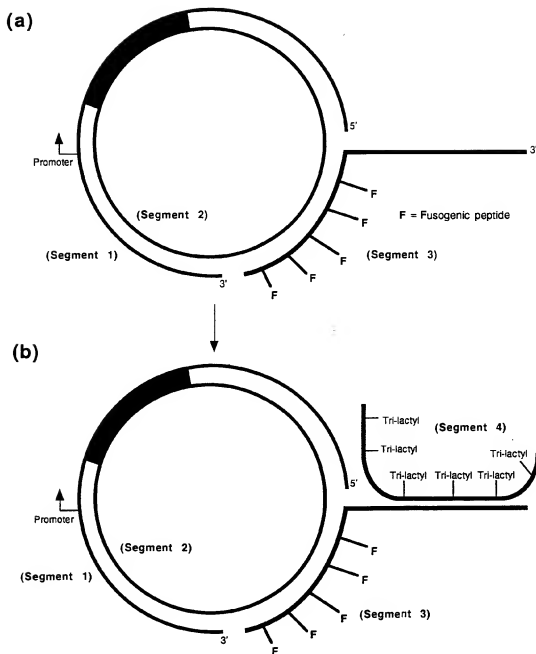 (a)
5'
3'
Promoter
F
(Segment 2)
F
F = Fusogenic peptide
(Segment 1)
F
(Segment 3)
3'
F
F
(b)
Tri-lactyl
(Segment 4)
Tri-lactyl
Tri-lactyl
Tri-lactyl
Tri-lactyl
Tri-lactyl
5'
Promoter
(Segment 2)
F
(Segment 1)
F
F
(Segment 3)
3'
F
F